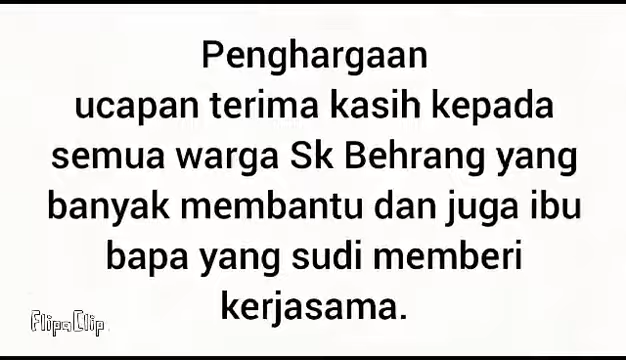 Penghargaan
ucapan terima kasih kepada
semua warga Sk Behrang yang
banyak membantu dan juga ibu
bapa yang sudi memberi
kerjasama.
FlipaClip